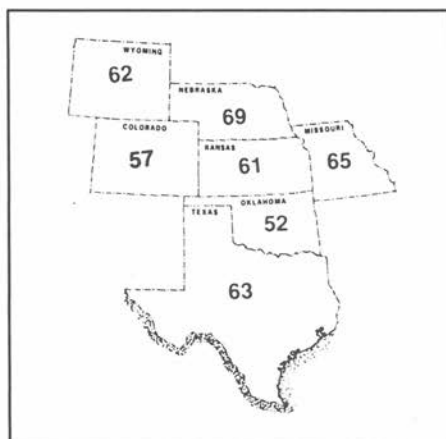 WYOMING
62
NEBRASKA
69
COLORADO
57
KANSAS
61
MISSOURI
65
OKLAHOMA
52
TEXAS
63